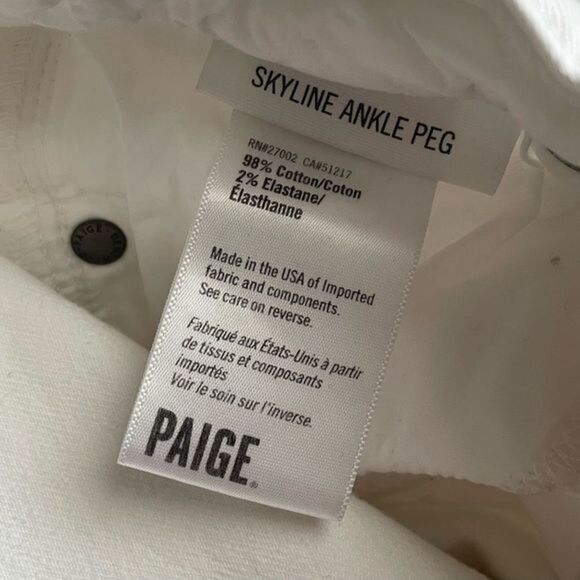 SKYLINE ANKLE PEG
RN#27002 CA#51217
98% Cotton/Coton
2% Elastane/
Élasthanne
Made in the USA of Imported
fabric and components.
See care on reverse.
Fabriqué aux États-Unis à partir
de tissus et composants
importés
Voir le soin sur l'inverse.
PAIGE®
PAIGE